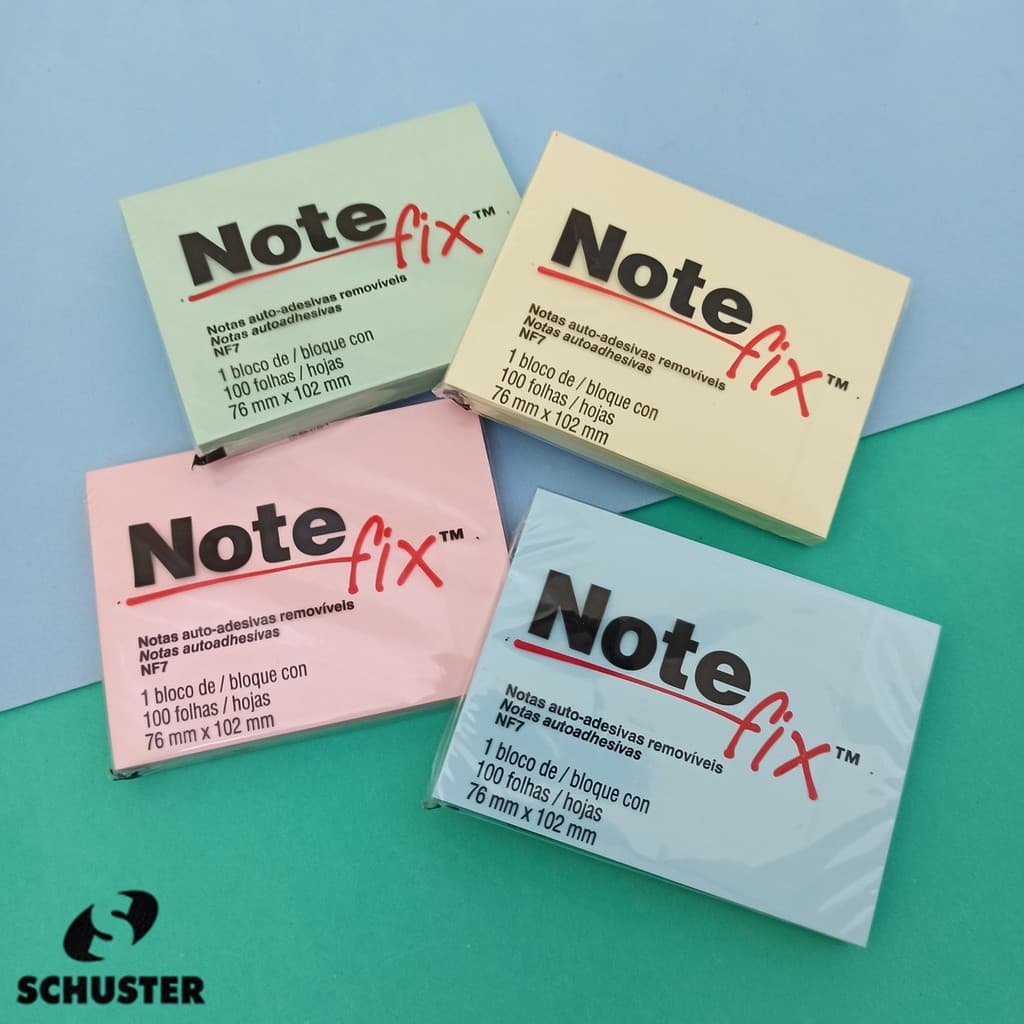 Note fix™
Notas auto-adesivas removíveis
Notas autoadhesivas
NF7
1 bloco de / bloque con
100 folhas / hojas
76 mm x 102 mm
Note fix™
Notas auto-adesivas removíveis
Notas autoadhesivas
NF7
1 bloco de / bloque con
100 folhas / hojas
76 mm x 102 mm
Note fix™
Notas auto-adesivas removíveis
Notas autoadhesivas
NF7
1 bloco de / bloque con
100 folhas / hojas
76 mm x 102 mm
Note fix™
Notas auto-adesivas removíveis
Notas autoadhesivas
NF7
1 bloco de / bloque con
100 folhas / hojas
76 mm x 102 mm
SCHUSTER